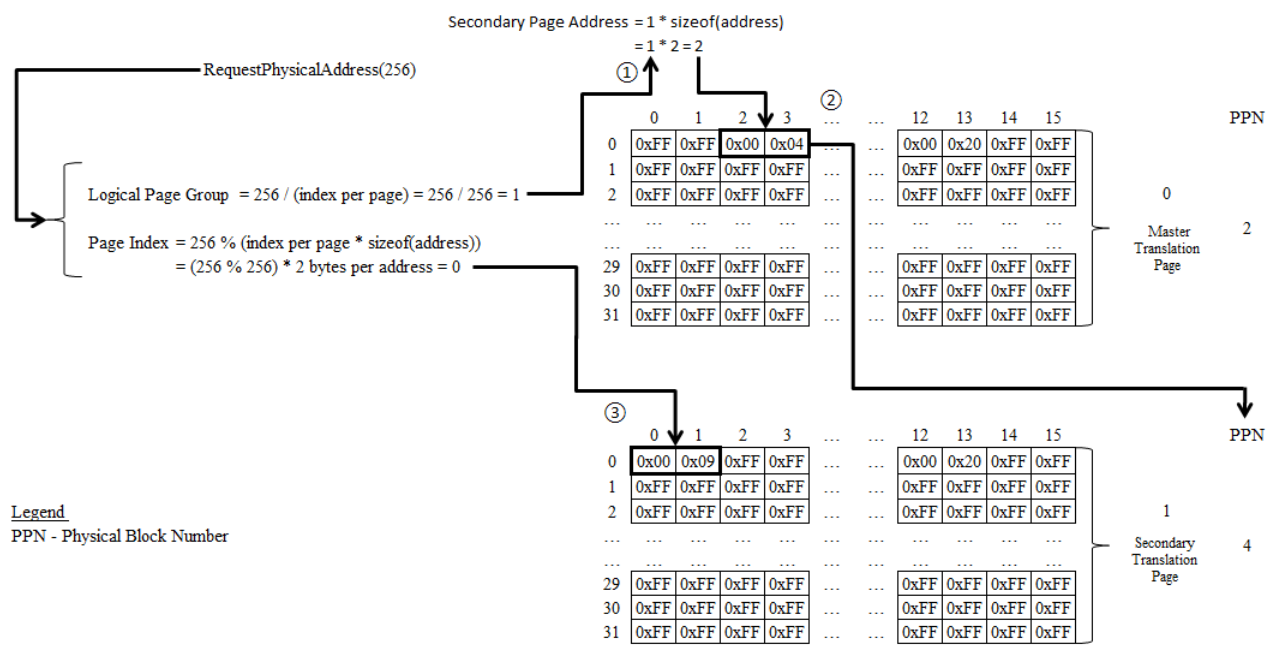 Secondary Page Address = 1 * sizeof(address)
= 1 * 2 = 2
RequestPhysicalAddress(256)
①
②
0 1 2 3 … … 12 13 14 15 PPN
0 0xFF 0xFF 0x00 0x04 … … 0x00 0x20 0xFF 0xFF
1 0xFF 0xFF 0xFF 0xFF … … 0xFF 0xFF 0xFF 0xFF
Logical Page Group = 256 / (index per page) = 256 / 256 = 1
2 0xFF 0xFF 0xFF 0xFF … … 0xFF 0xFF 0xFF 0xFF
0
… … … … … … … … … … …
Master
Translation
Page
2
Page Index = 256 % (index per page * sizeof(address))
… … … … … … … … … … …
= (256 % 256) * 2 bytes per address = 0
29 0xFF 0xFF 0xFF 0xFF … … 0xFF 0xFF 0xFF 0xFF
30 0xFF 0xFF 0xFF 0xFF … … 0xFF 0xFF 0xFF 0xFF
31 0xFF 0xFF 0xFF 0xFF … … 0xFF 0xFF 0xFF 0xFF
③
0 1 2 3 … … 12 13 14 15 PPN
0 0x00 0x09 0xFF 0xFF … … 0x00 0x20 0xFF 0xFF
1 0xFF 0xFF 0xFF 0xFF … … 0xFF 0xFF 0xFF 0xFF
2 0xFF 0xFF 0xFF 0xFF … … 0xFF 0xFF 0xFF 0xFF
1
… … … … … … … … … … …
Secondary
Translation
Page
4
… … … … … … … … … … …
29 0xFF 0xFF 0xFF 0xFF … … 0xFF 0xFF 0xFF 0xFF
30 0xFF 0xFF 0xFF 0xFF … … 0xFF 0xFF 0xFF 0xFF
31 0xFF 0xFF 0xFF 0xFF … … 0xFF 0xFF 0xFF 0xFF
Legend
PPN - Physical Block Number